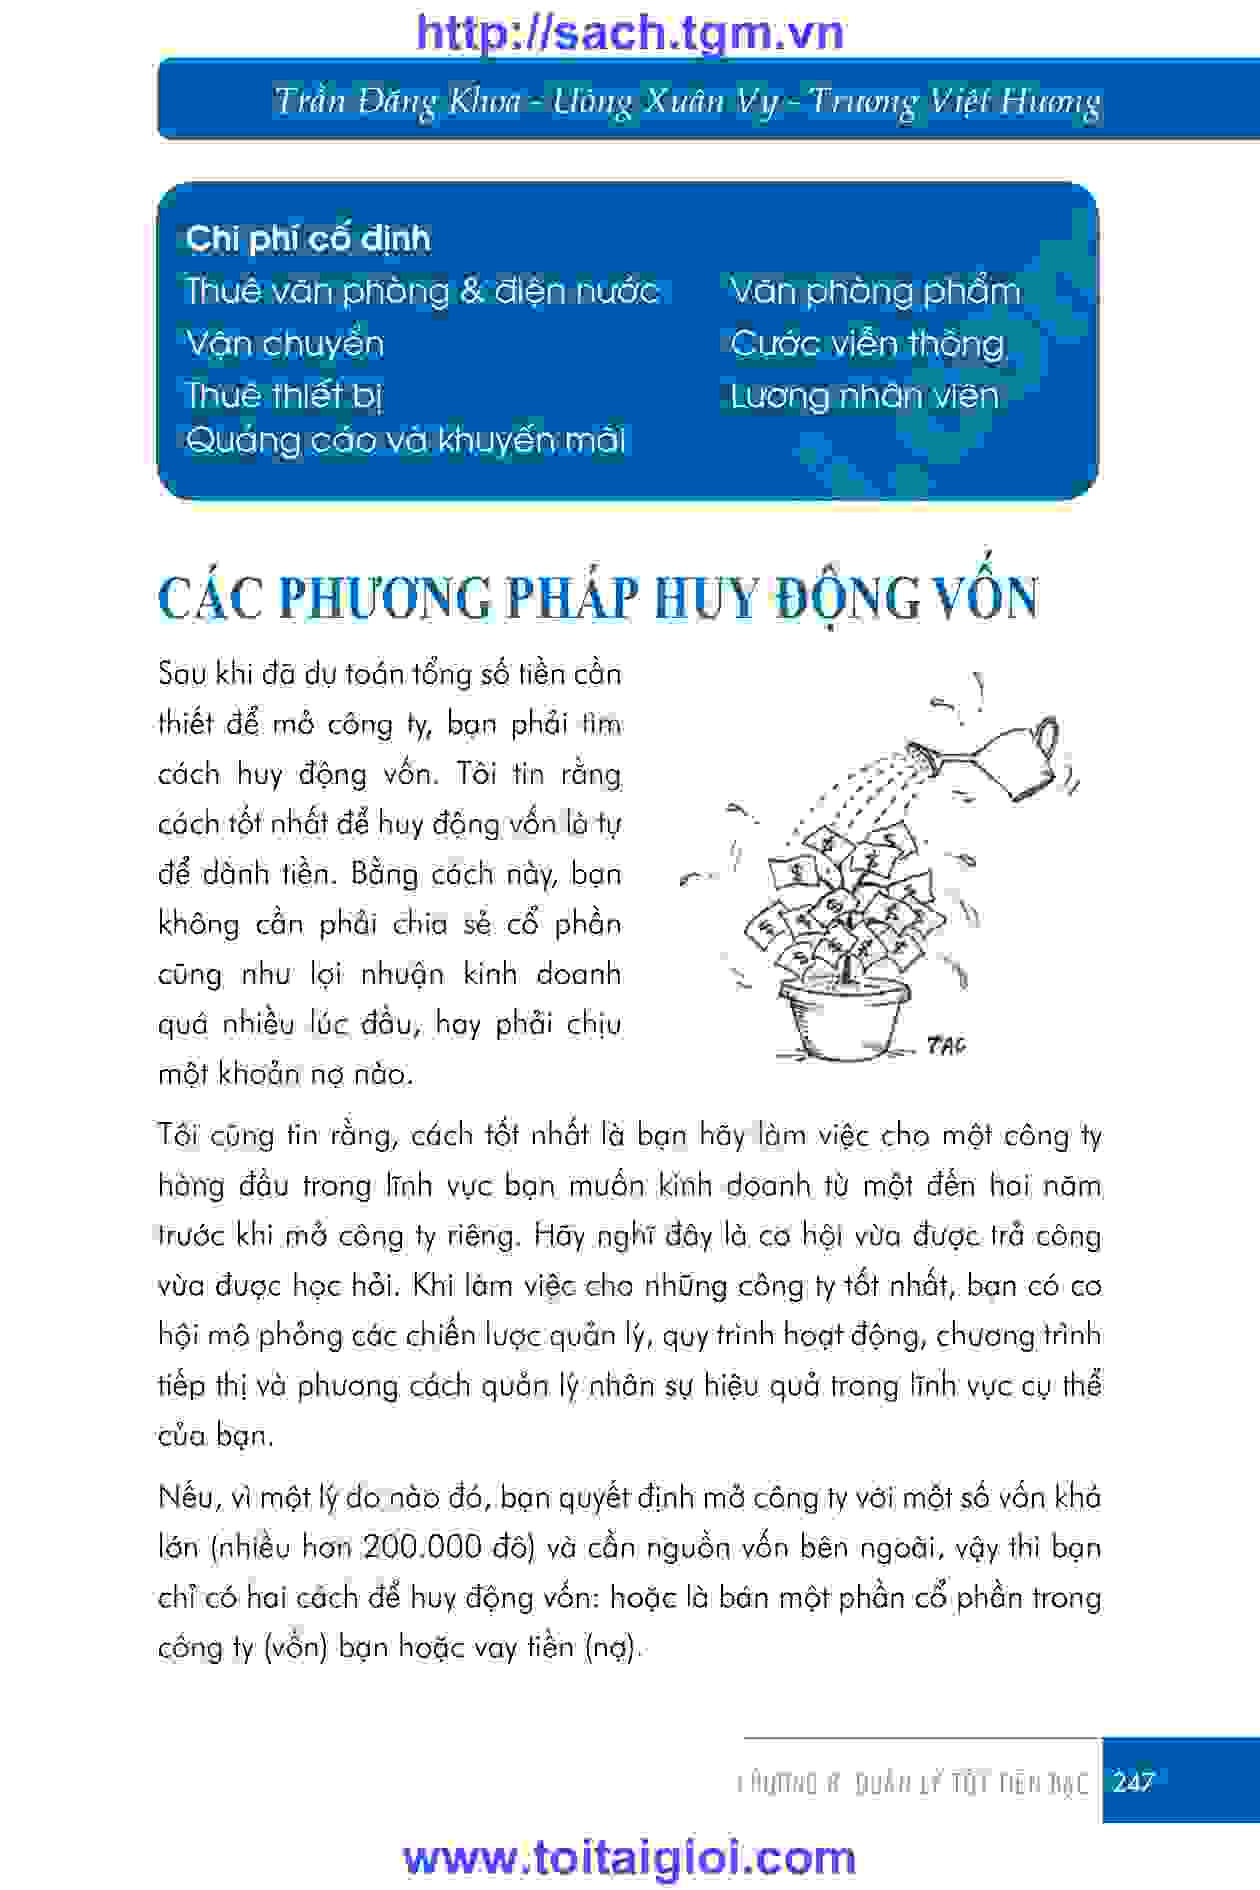 http://sach.tgm.vn
Trần Đăng Khoa - Uông Xuân Vy - Trương Việt Hương
Chi phí cố định
Thuê văn phòng & điện nước
Văn phòng phẩm
Vận chuyển
Cước viễn thông
Thuê thiết bị
Lương nhân viên
Quảng cáo và khuyến mãi
CÁC PHƯƠNG PHÁP HUY ĐỘNG VỐN
Sau khi đã dự toán tổng số tiền cần
thiết để mở công ty, bạn phải tìm
cách huy động vốn. Tôi tin rằng
cách tốt nhất để huy động vốn là tự
để dành tiền. Bằng cách này, bạn
không cần phải chia sẻ cổ phần
cũng như lợi nhuận kinh doanh
quá nhiều lúc đầu, hay phải chịu
một khoản nợ nào.
TAC
Tôi cũng tin rằng, cách tốt nhất là bạn hãy làm việc cho một công ty
hàng đầu trong lĩnh vực bạn muốn kinh doanh từ một đến hai năm
trước khi mở công ty riêng. Hãy nghĩ đây là cơ hội vừa được trả công
vừa được học hỏi. Khi làm việc cho những công ty tốt nhất, bạn có cơ
hội mô phỏng các chiến lược quản lý, quy trình hoạt động, chương trình
tiếp thị và phương cách quản lý nhân sự hiệu quả trong lĩnh vực cụ thể
của bạn.
Nếu, vì một lý do nào đó, bạn quyết định mở công ty với một số vốn khá
lớn (nhiều hơn 200.000 đô) và cần nguồn vốn bên ngoài, vậy thì bạn
chỉ có hai cách để huy động vốn: hoặc là bán một phần cổ phần trong
công ty (vốn) bạn hoặc vay tiền (nợ).
CHƯƠNG 8: QUẢN LÝ TỐT TIỀN BẠC
247
www.toitaigioi.com